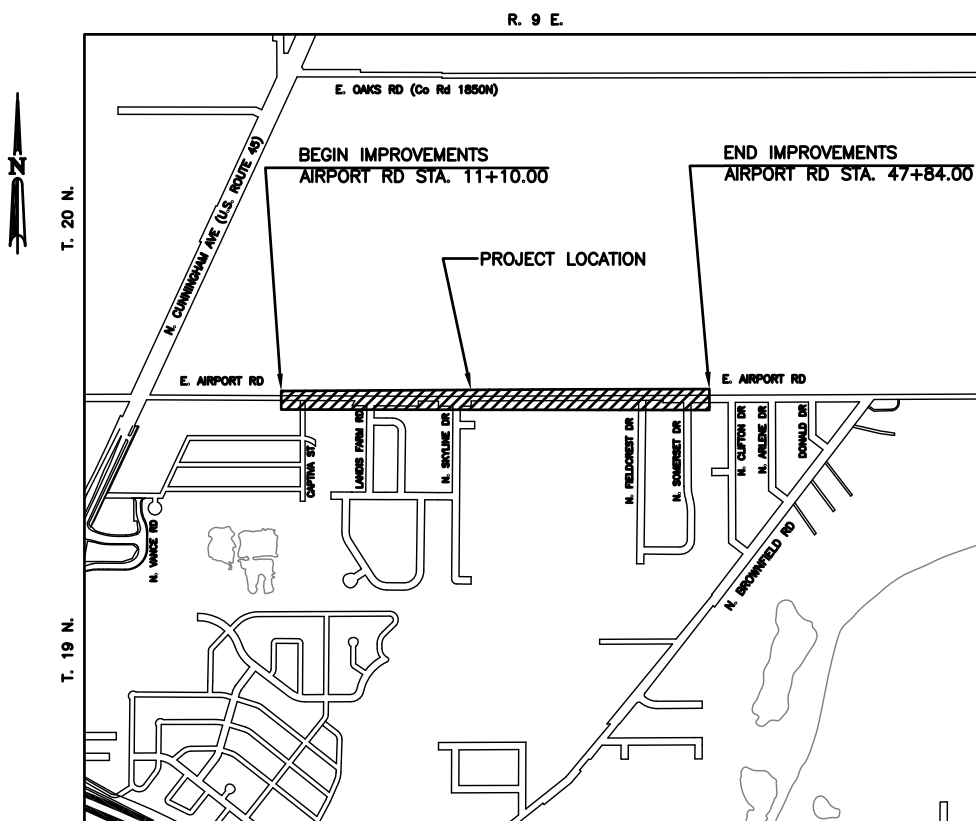 R. 9 E.
E. OAKS RD (Co Rd 1850N)
N
T. 20 N.
N. CUNNINGHAM AVE (U.S. ROUTE 45)
BEGIN IMPROVEMENTS
AIRPORT RD STA. 11+10.00
END IMPROVEMENTS
AIRPORT RD STA. 47+84.00
PROJECT LOCATION
E. AIRPORT RD
E. AIRPORT RD
CAPTIVA ST
LANDIS FARM RD
N. SKYLINE DR
N. FIELDCREST DR
N. SOMERSET DR
N. CLIFTON DR
N. ARLENE DR
DONALD DR
N. VANCE RD
N. BROWNFIELD RD
T. 19 N.